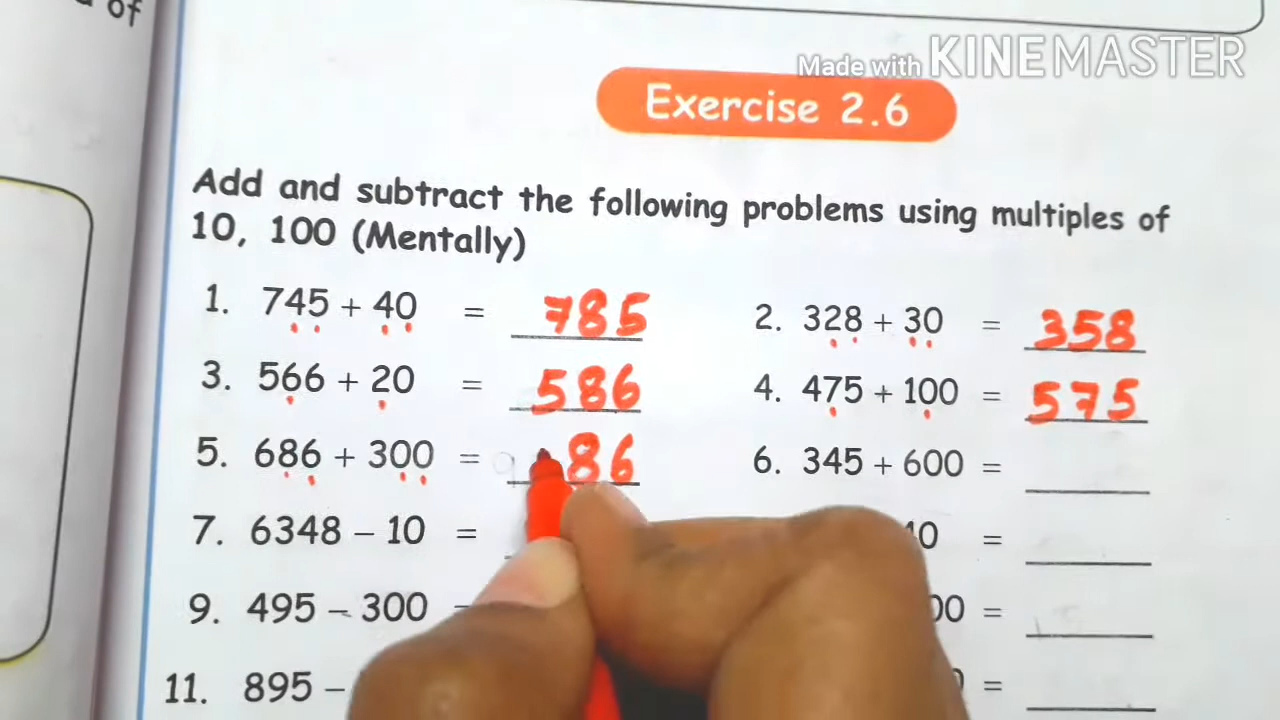 of
Made with KINEMASTER
Exercise 2.6
Add and subtract the following problems using multiples of
10, 100 (Mentally)
1. 745 + 40 = 785 2. 328 + 30 = 358
3. 566 + 20 = 586 4. 475 + 100 = 575
5. 686 + 300 = 86 6. 345 + 600 =
7. 6348 – 10 = =
9. 495 – 300 – =
11. 895 – =